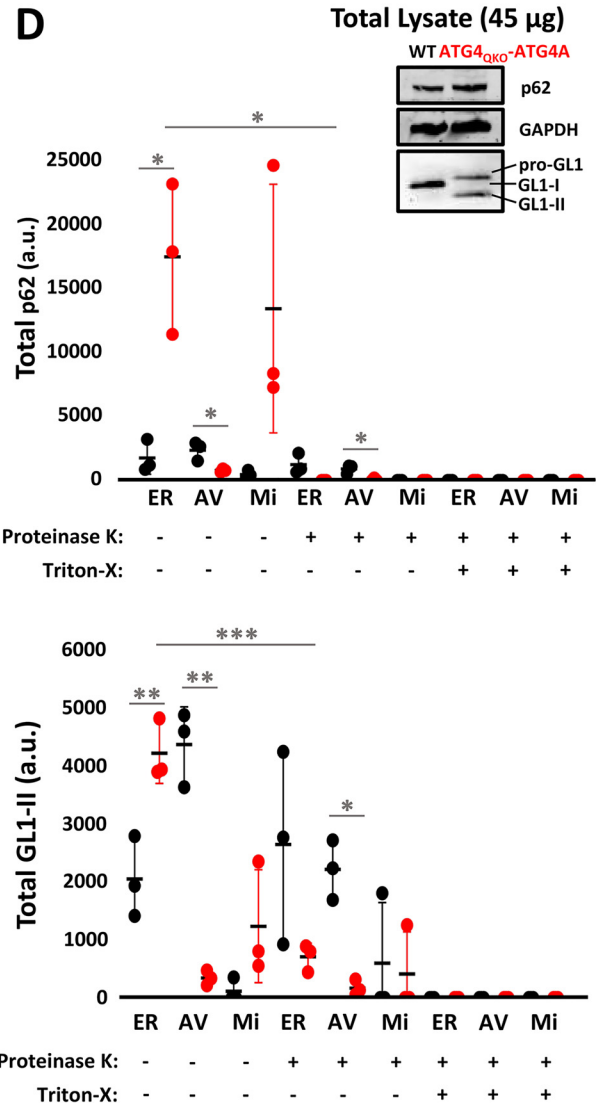 D
Total Lysate (45 µg)
WT ATG4QKO-ATG4A
p62
GAPDH
pro-GL1
GL1-I
GL1-II
*
25000
*
20000
15000
10000
5000
*
*
0
Total p62 (a.u.)
ER AV Mi ER AV Mi ER AV Mi
Proteinase K: - - - + + + + + +
Triton-X: - - - - - - + + +
6000
***
5000
**
**
4000
3000
*
2000
1000
0
Total GL1-II (a.u.)
ER AV Mi ER AV Mi ER AV Mi
Proteinase K: - - - + + + + + +
Triton-X: - - - - - - + + +